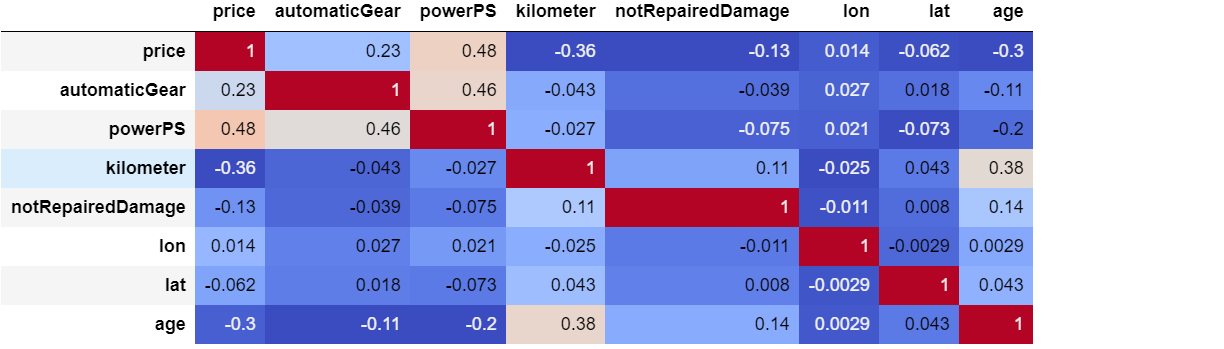 price automaticGear powerPS kilometer notRepairedDamage lon lat age
price 1 0.23 0.48 -0.36 -0.13 0.014 -0.062 -0.3
automaticGear 0.23 1 0.46 -0.043 -0.039 0.027 0.018 -0.11
powerPS 0.48 0.46 1 -0.027 -0.075 0.021 -0.073 -0.2
kilometer -0.36 -0.043 -0.027 1 0.11 -0.025 0.043 0.38
notRepairedDamage -0.13 -0.039 -0.075 0.11 1 -0.011 0.008 0.14
lon 0.014 0.027 0.021 -0.025 -0.011 1 -0.0029 0.0029
lat -0.062 0.018 -0.073 0.043 0.008 -0.0029 1 0.043
age -0.3 -0.11 -0.2 0.38 0.14 0.0029 0.043 1